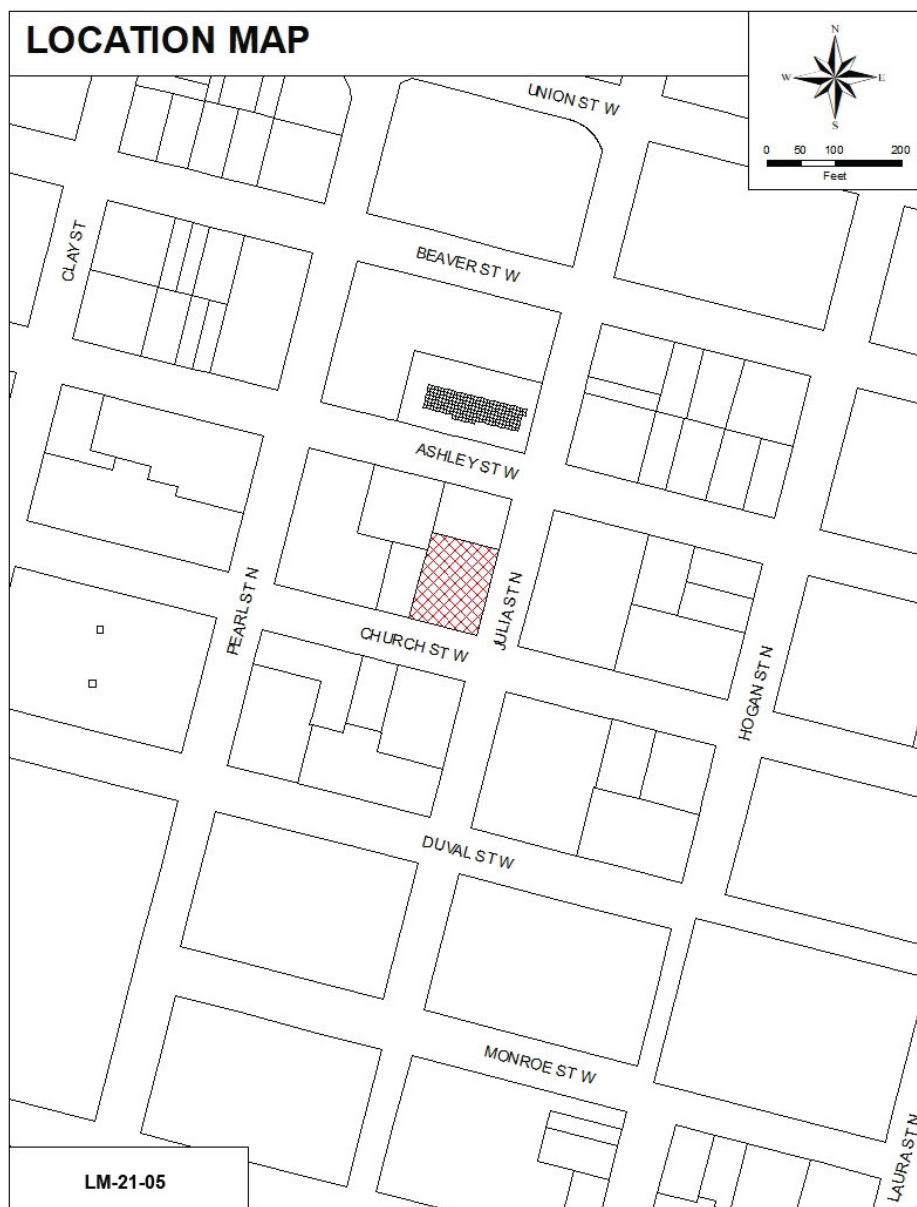 LOCATION MAP
N
W E
S
0 50 100 200
Feet
UNION ST W
CLAY ST
BEAVER ST W
ASHLEY ST W
PEARL ST N
JULIA ST N
CHURCH ST W
HOGAN ST N
DUVAL ST W
MONROE ST W
LAURA ST N
LM-21-05